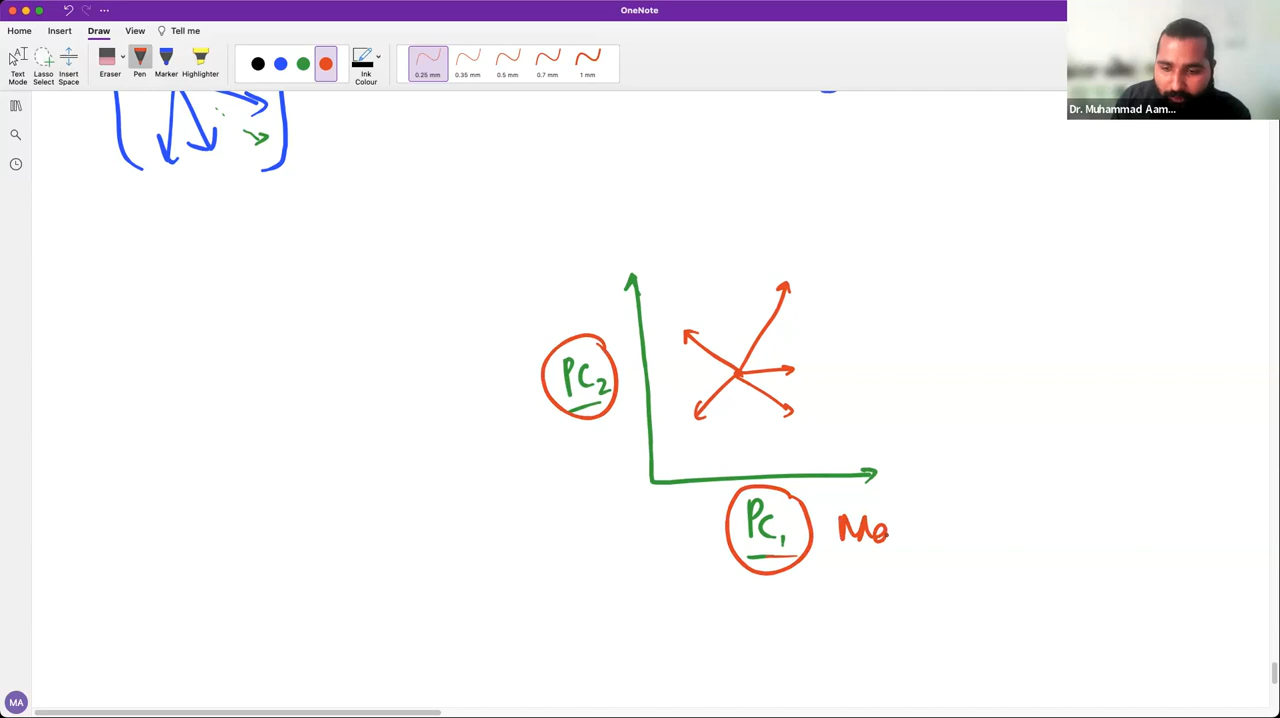 OneNote
Home Insert Draw View Tell me
Text Mode
Lasso Select
Insert Space
Eraser
Pen
Marker
Highlighter
Ink Colour
0.25 mm
0.35 mm
0.5 mm
0.7 mm
1 mm
Dr. Muhammad Aam...
PC2
PC1
MA